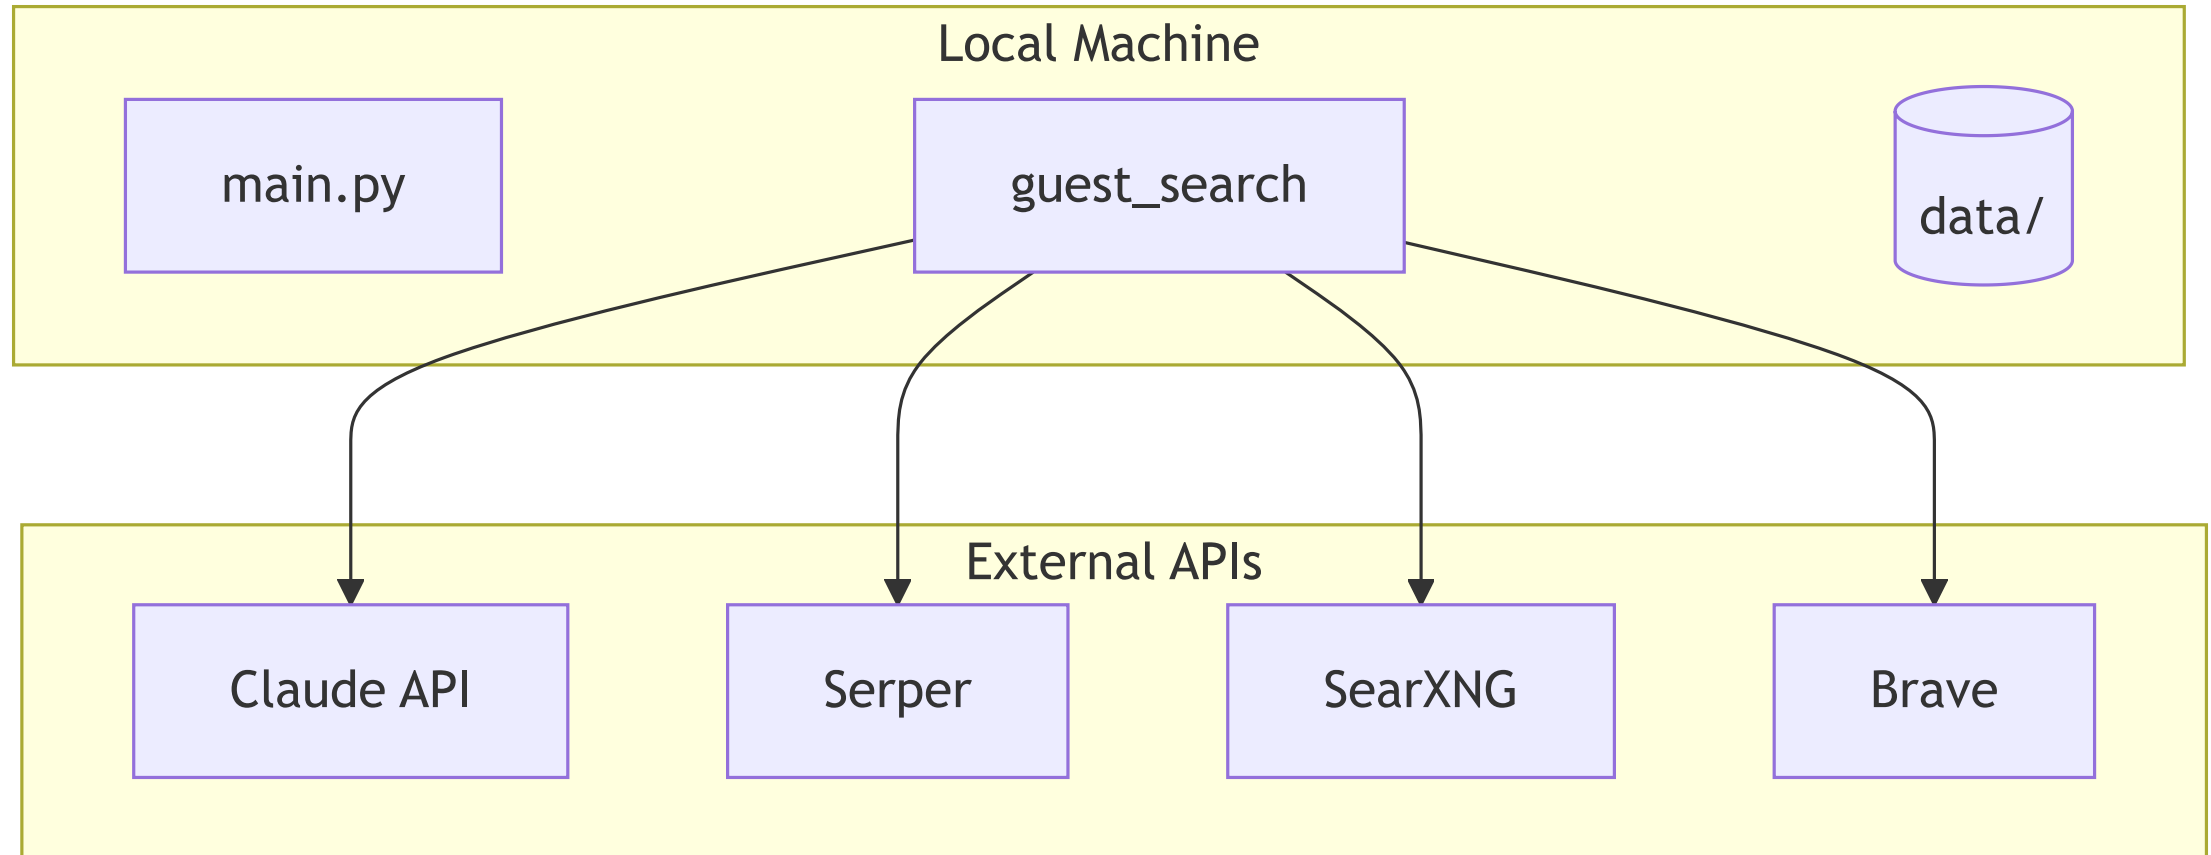 Local Machine
main.py
guest_search
data/
External APIs
Claude API
Serper
SearXNG
Brave